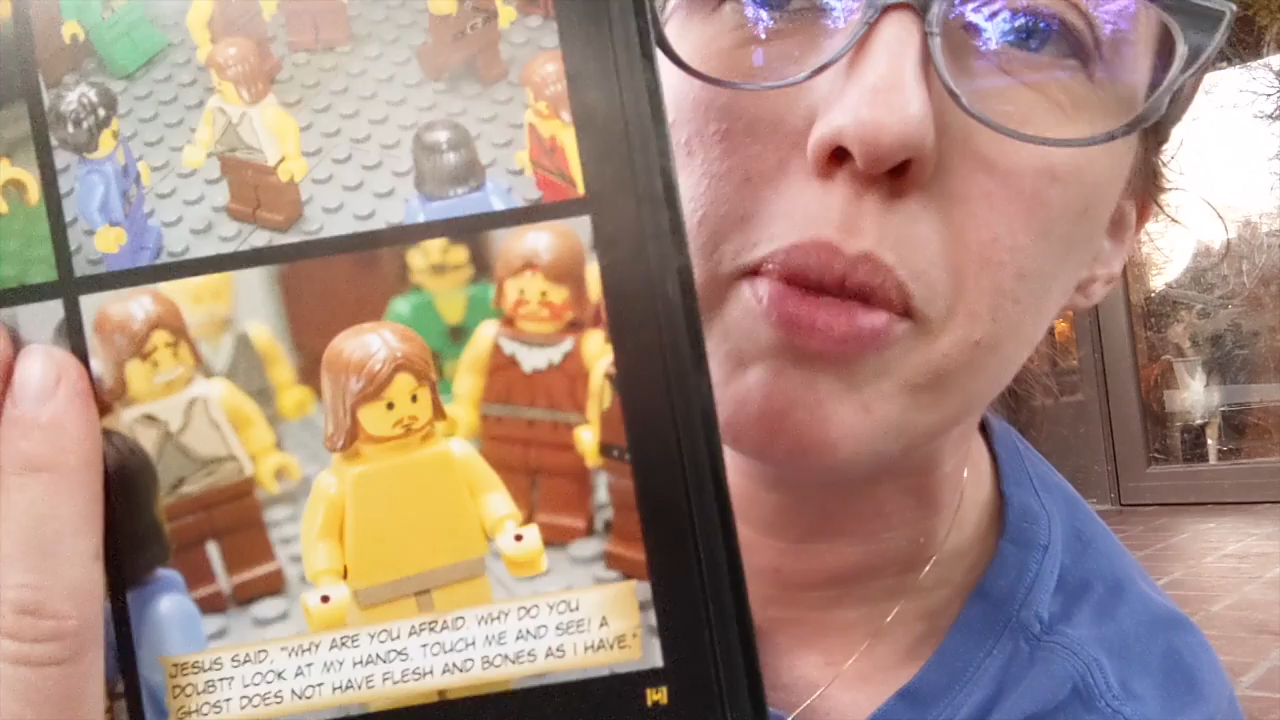 JESUS SAID, "WHY ARE YOU AFRAID. WHY DO YOU
DOUBT? LOOK AT MY HANDS. TOUCH ME AND SEE! A
GHOST DOES NOT HAVE FLESH AND BONES AS I HAVE."